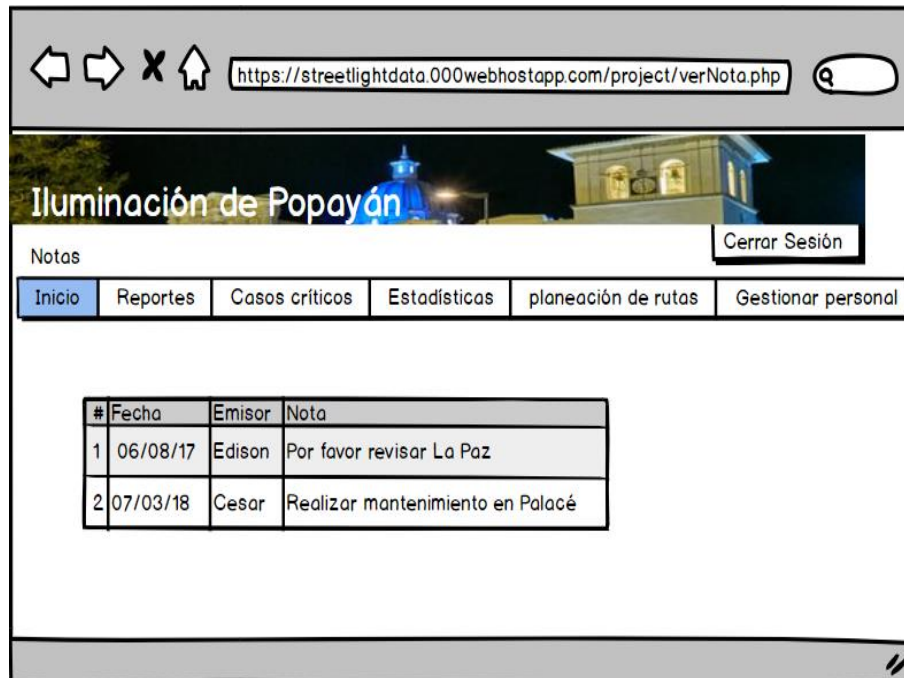 https://streetlightdata.000webhostapp.com/project/verNota.php
Iluminación de Popayán
Cerrar Sesión
Notas
Inicio Reportes Casos críticos Estadísticas planeación de rutas Gestionar personal
# Fecha Emisor Nota
1 06/08/17 Edison Por favor revisar La Paz
2 07/03/18 Cesar Realizar mantenimiento en Palacé